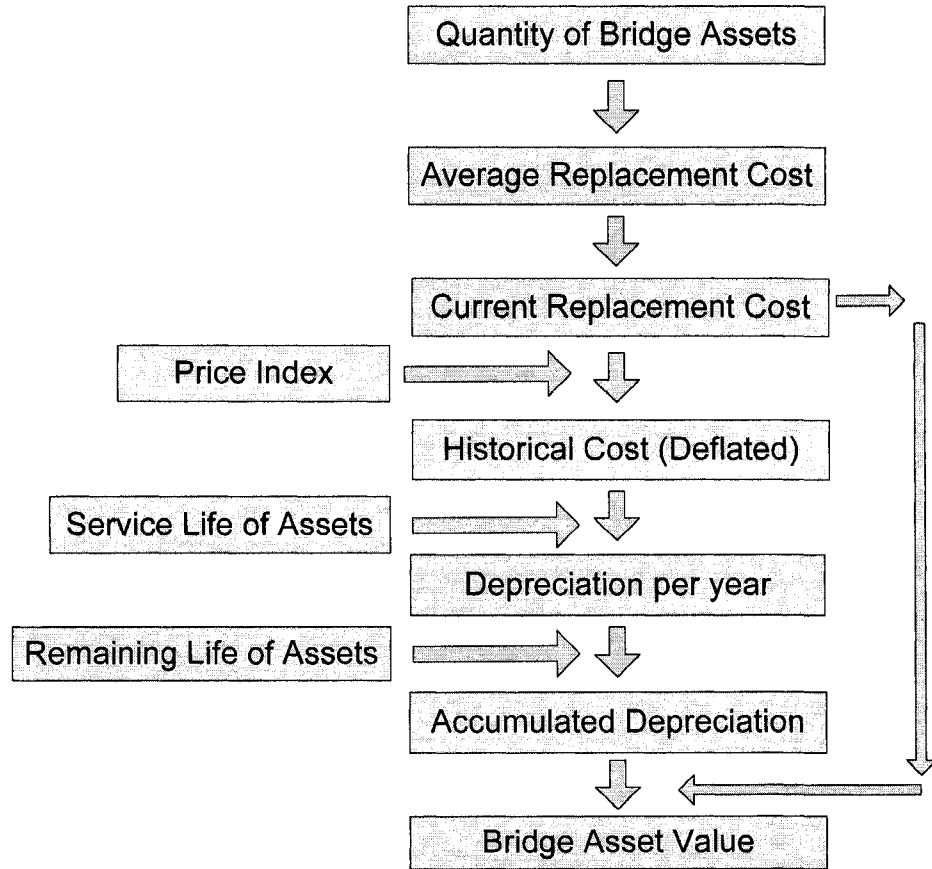 Quantity of Bridge Assets
Average Replacement Cost
Current Replacement Cost
Price Index
Historical Cost (Deflated)
Service Life of Assets
Depreciation per year
Remaining Life of Assets
Accumulated Depreciation
Bridge Asset Value